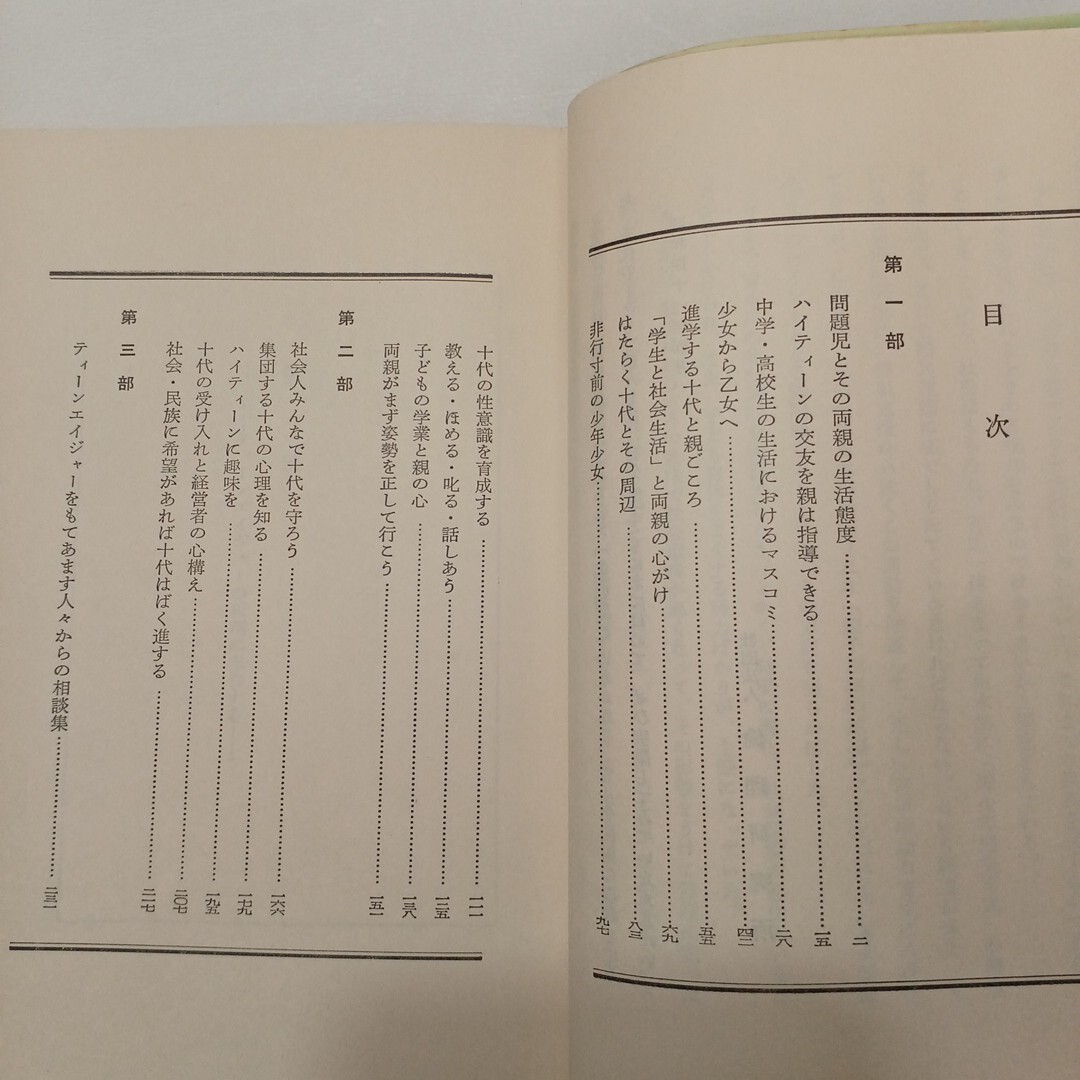 目次
第一部
問題児とその両親の生活態度……二
ハイティーンの交友を親は指導できる……一五
中学・高校生の生活におけるマスコミ……二八
少女から乙女へ……四二
進学する十代と親ごころ……五五
「学生と社会生活」と両親の心がけ……六九
はたらく十代とその周辺……八三
非行寸前の少年少女……九七
十代の性意識を育成する……一一一
教える・ほめる・叱る・話しあう……一二五
子どもの学業と親の心……一三八
両親がまず姿勢を正して行こう……一五一
第二部
社会人みんなで十代を守ろう……一六六
集団する十代の心理を知る……一七九
ハイティーンに趣味を……一九五
十代の受け入れと経営者の心構え……二〇七
社会・民族に希望があれば十代はばく進する……二一七
第三部
ティーンエイジャーをもてあます人々からの相談集……二三一